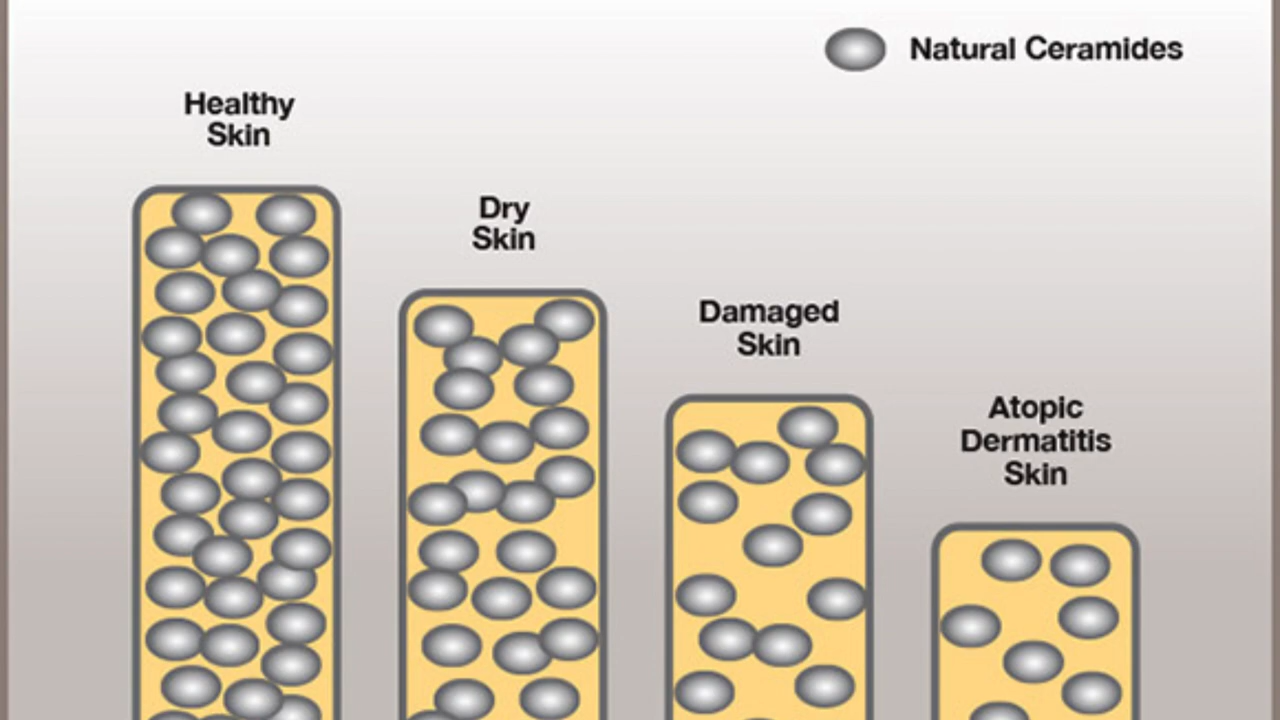 Natural Ceramides
Healthy
Skin
Dry
Skin
Damaged
Skin
Atopic
Dermatitis
Skin